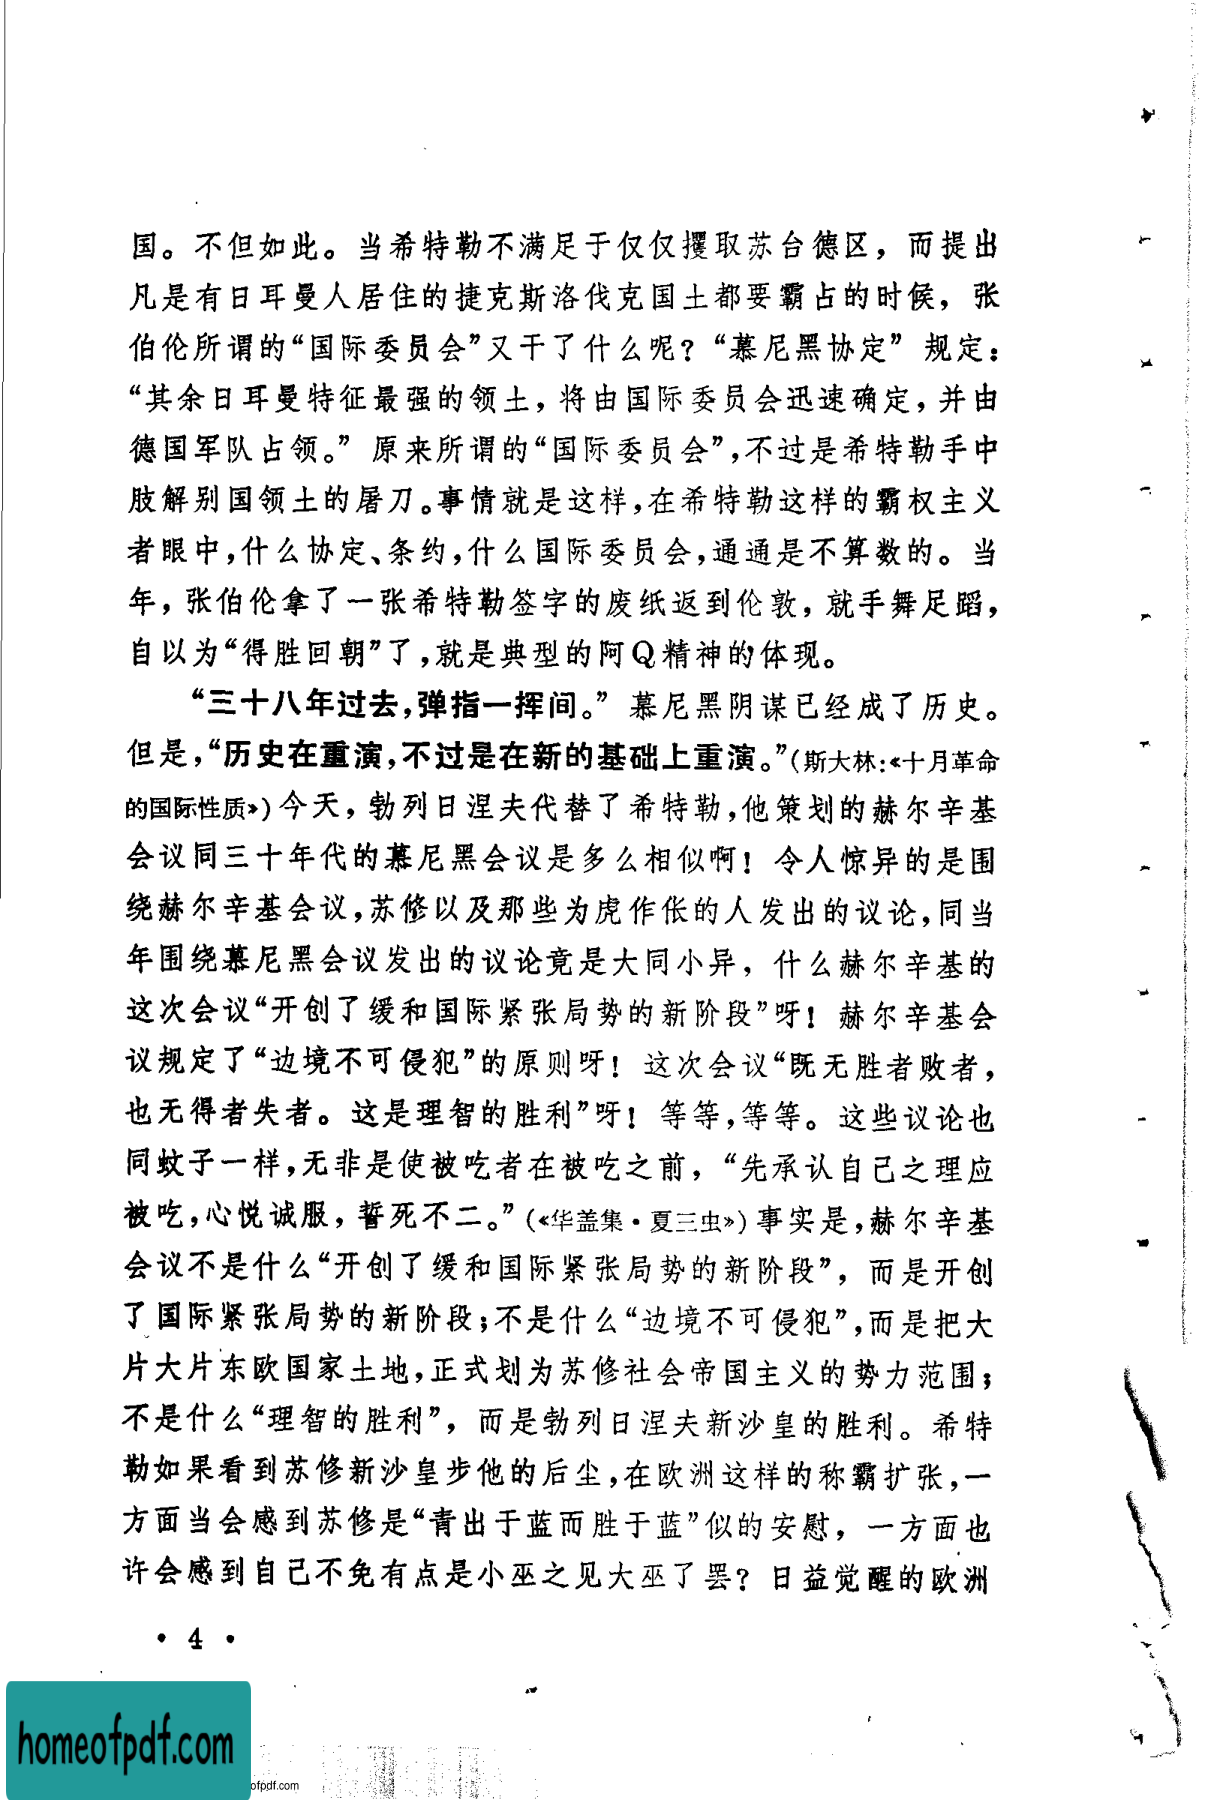 国。不但如此。当希特勒不满足于仅仅攫取苏台德区，而提出
凡是有日耳曼人居住的捷克斯洛伐克国土都要霸占的时候，张
伯伦所谓的“国际委员会”又干了什么呢？“慕尼黑协定”规定：
“其余日耳曼特征最强的领土，将由国际委员会迅速确定，并由
德国军队占领。”原来所谓的“国际委员会”，不过是希特勒手中
肢解别国领土的屠刀。事情就是这样，在希特勒这样的霸权主义
者眼中，什么协定、条约，什么国际委员会，通通是不算数的。当
年，张伯伦拿了一张希特勒签字的废纸返到伦敦，就手舞足蹈，
自以为“得胜回朝”了，就是典型的阿Q精神的体现。
“三十八年过去，弹指一挥间。”慕尼黑阴谋已经成了历史。
但是，“历史在重演，不过是在新的基础上重演。”（斯大林：《十月革命
的国际性质》）今天，勃列日涅夫代替了希特勒，他策划的赫尔辛基
会议同三十年代的慕尼黑会议是多么相似啊！令人惊异的是围
绕赫尔辛基会议，苏修以及那些为虎作伥的人发出的议论，同当
年围绕慕尼黑会议发出的议论竟是大同小异，什么赫尔辛基的
这次会议“开创了缓和国际紧张局势的新阶段”呀！赫尔辛基会
议规定了“边境不可侵犯”的原则呀！这次会议“既无胜者败者，
也无得者失者。这是理智的胜利”呀！等等，等等。这些议论也
同蚊子一样，无非是使被吃者在被吃之前，“先承认自己之理应
被吃，心悦诚服，誓死不二。”（《华盖集·夏三虫》）事实是，赫尔辛基
会议不是什么“开创了缓和国际紧张局势的新阶段”，而是开创
了国际紧张局势的新阶段；不是什么“边境不可侵犯”，而是把大
片大片东欧国家土地，正式划为苏修社会帝国主义的势力范围；
不是什么“理智的胜利”，而是勃列日涅夫新沙皇的胜利。希特
勒如果看到苏修新沙皇步他的后尘，在欧洲这样的称霸扩张，一
方面当会感到苏修是“青出于蓝而胜于蓝”似的安慰，一方面也
许会感到自己不免有点是小巫之见大巫了罢？日益觉醒的欧洲
• 4 •
homeofpdf.com
ofpdf.com